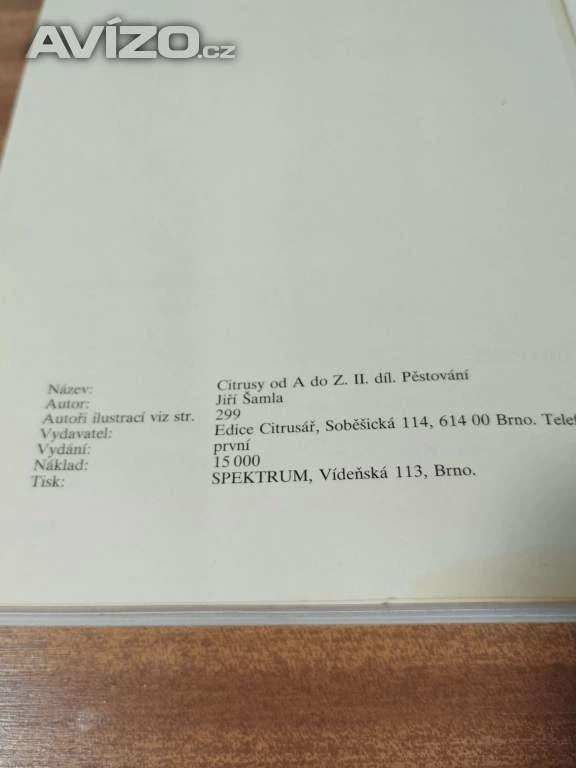 AVÍZO.cz
Název: Citrusy od A do Z. II. díl. Pěstování
Autor: Jiří Šamla
Autoři ilustrací viz str. 299
Vydavatel: Edice Citrusář, Soběšická 114, 614 00 Brno. Telef
Vydání: první
Náklad: 15 000
Tisk: SPEKTRUM, Vídeňská 113, Brno.